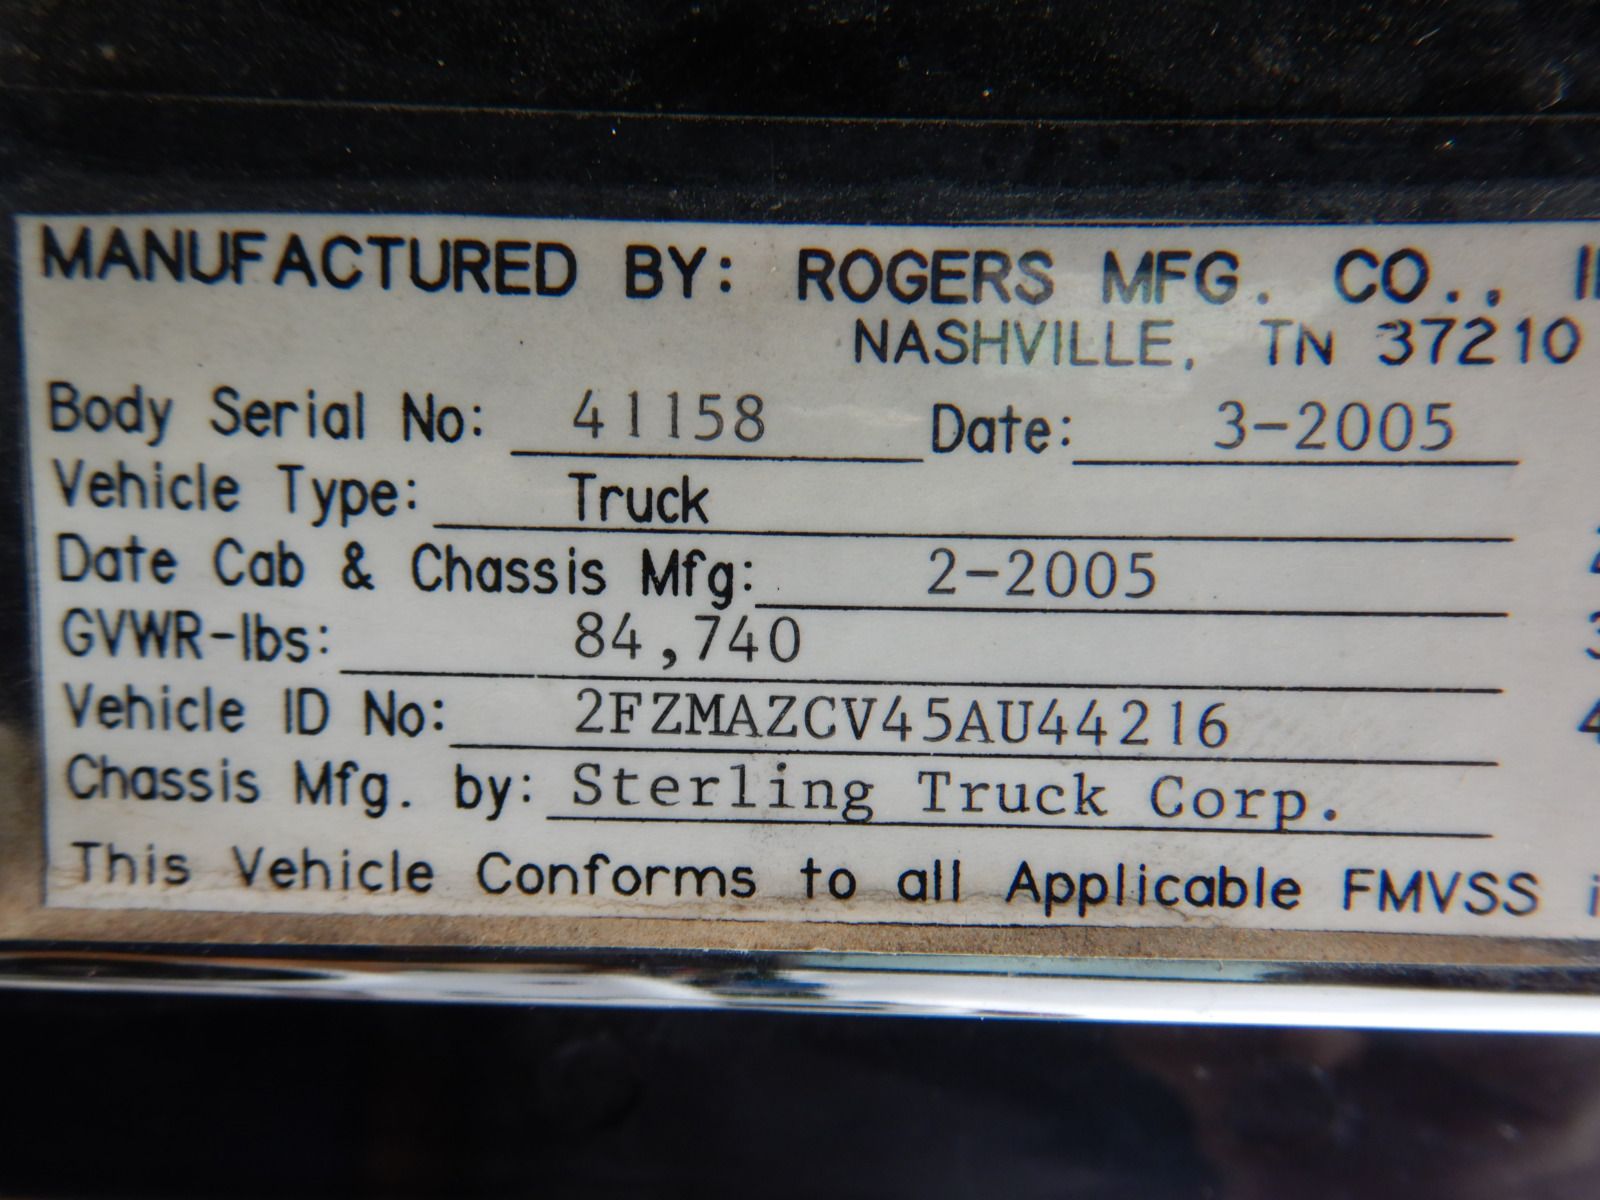 MANUFACTURED BY: ROGERS MFG. CO.,
NASHVILLE, TN 37210
Body Serial No: 41158 Date: 3-2005
Vehicle Type: Truck
Date Cab & Chassis Mfg: 2-2005
GVWR-lbs: 84,740
Vehicle ID No: 2FZMAZCV45AU44216
Chassis Mfg. by: Sterling Truck Corp.
This Vehicle Conforms to all Applicable FMVSS